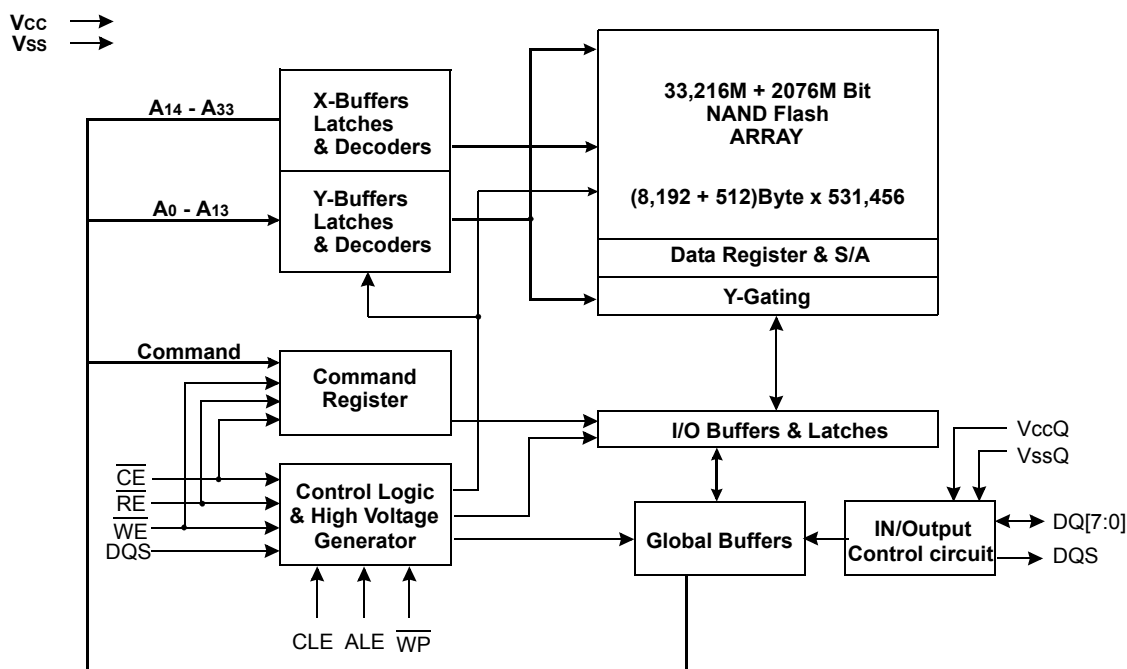 VCC
VSS
A14 - A33
X-Buffers
Latches
& Decoders
A0 - A13
Y-Buffers
Latches
& Decoders
33,216M + 2076M Bit
NAND Flash
ARRAY
(8,192 + 512)Byte x 531,456
Data Register & S/A
Y-Gating
Command
Command
Register
I/O Buffers & Latches
VccQ
VssQ
CE
RE
WE
DQS
Control Logic
& High Voltage
Generator
Global Buffers
IN/Output
Control circuit
DQ[7:0]
DQS
CLE ALE WP